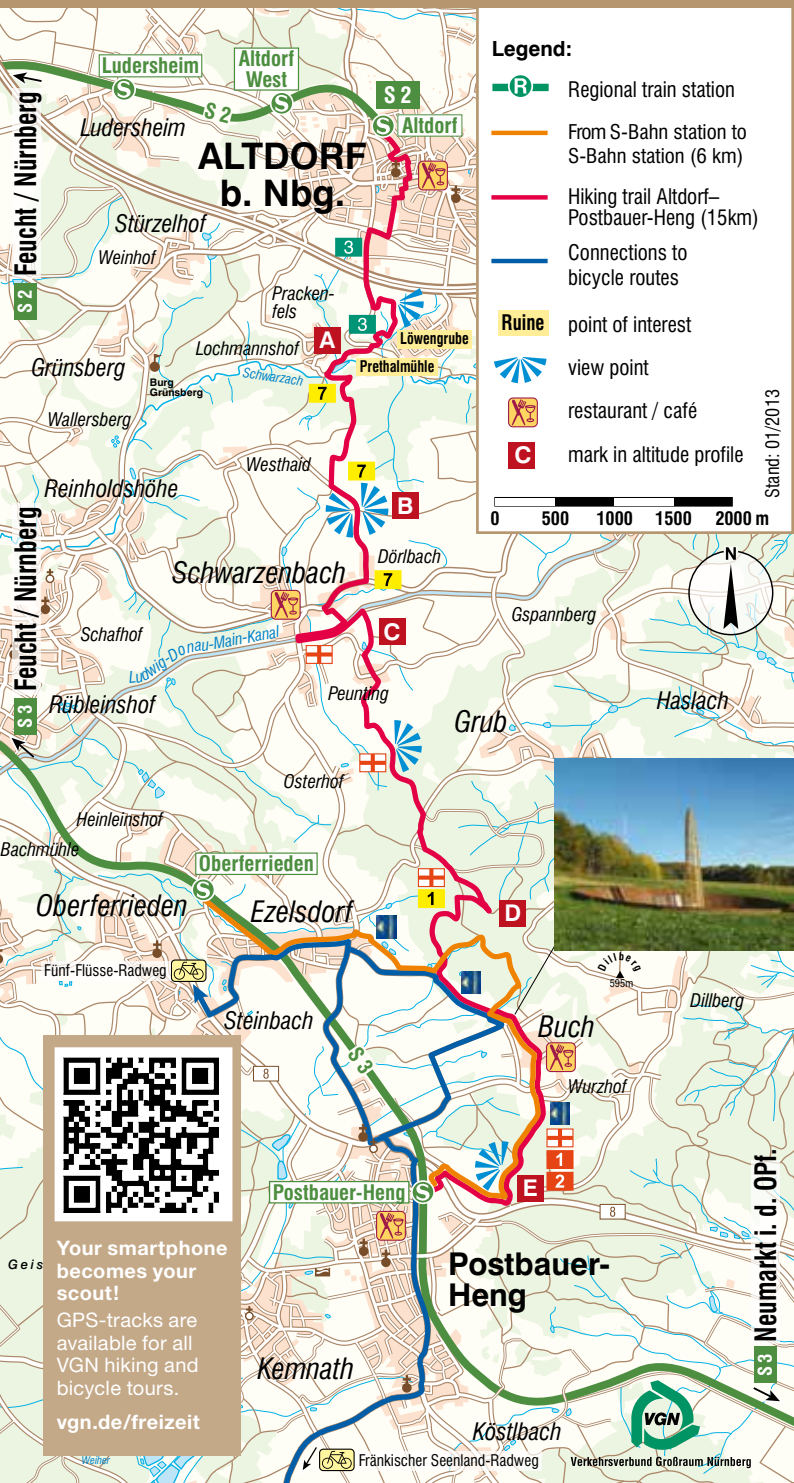 Legend:
R
Regional train station
From S-Bahn station to
S-Bahn station (6 km)
Hiking trail Altdorf–
Postbauer-Heng (15km)
Connections to
bicycle routes
Ruine
point of interest
view point
restaurant / café
C
mark in altitude profile
0 500 1000 1500 2000 m
Stand: 01/2013
N
Ludersheim
S
Altdorf
West
S
S 2
S 2
S
Altdorf
Ludersheim
ALTDORF
b. Nbg.
S 2 Feucht / Nürnberg
Stürzelhof
Weinhof
3
Pracken-
fels
3
A
Löwengrube
Lochmannshof
Prethalmühle
Grünsberg
Burg
Grünsberg
Schwarzach
7
Wallersberg
Westhaid
7
Reinholdshöhe
B
Dörlbach
Schwarzenbach
7
S 3 Feucht / Nürnberg
Schafhof
Ludwig-Donau-Main-Kanal
C
Gspannberg
Peunting
Rübleinshof
Haslach
Grub
Osterhof
Heinleinshof
Bachmühle
Oberferrieden
S
1
Oberferrieden
Ezelsdorf
D
Fünf-Flüsse-Radweg
Dillberg
595m
Dillberg
Steinbach
Buch
S 3
8
Wurzhof
1
2
Postbauer-Heng
S
E
8
Postbauer-
Heng
S 3 Neumarkt i. d. OPf.
Geis
Your smartphone
becomes your
scout!
GPS-tracks are
available for all
VGN hiking and
bicycle tours.
vgn.de/freizeit
Kemnath
Köstlbach
Weiher
Fränkischer Seenland-Radweg
VGN
Verkehrsverbund Großraum Nürnberg